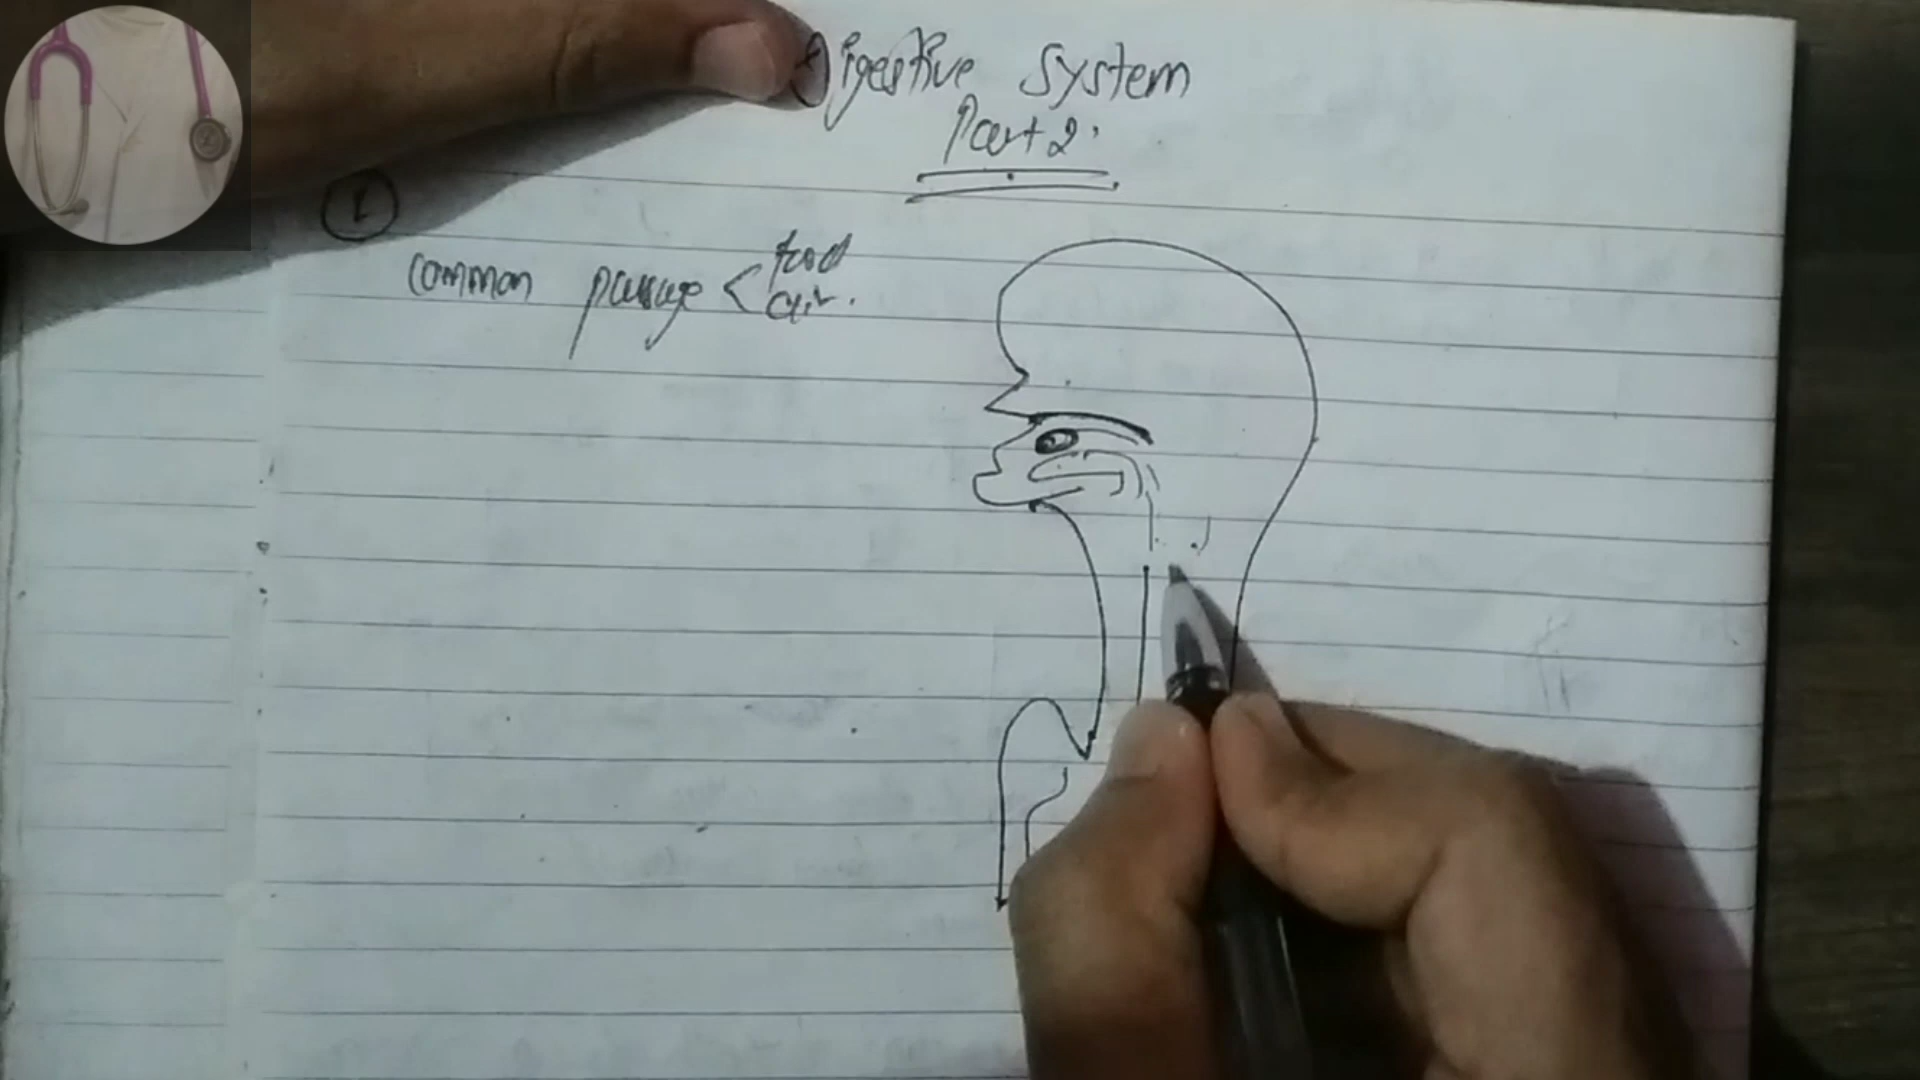 Digestive System
Part 2.
1
common passage < food
air.